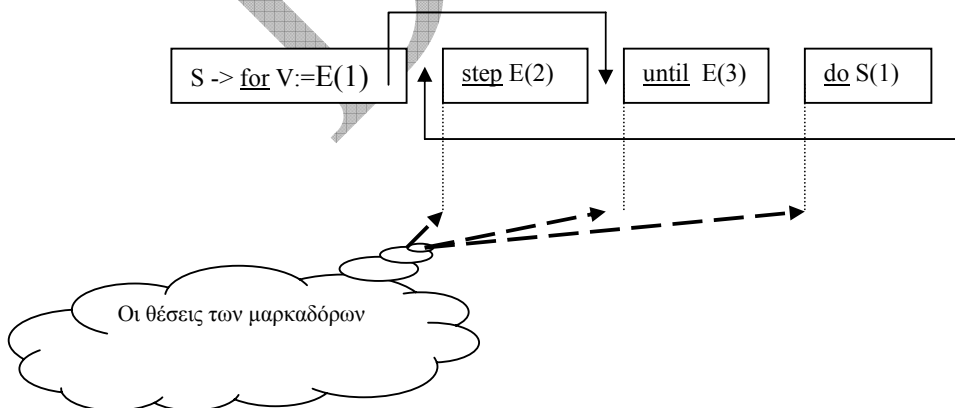 S -> for V:=E(1) step E(2) until E(3) do S(1)
Οι θέσεις των μαρκαδόρων